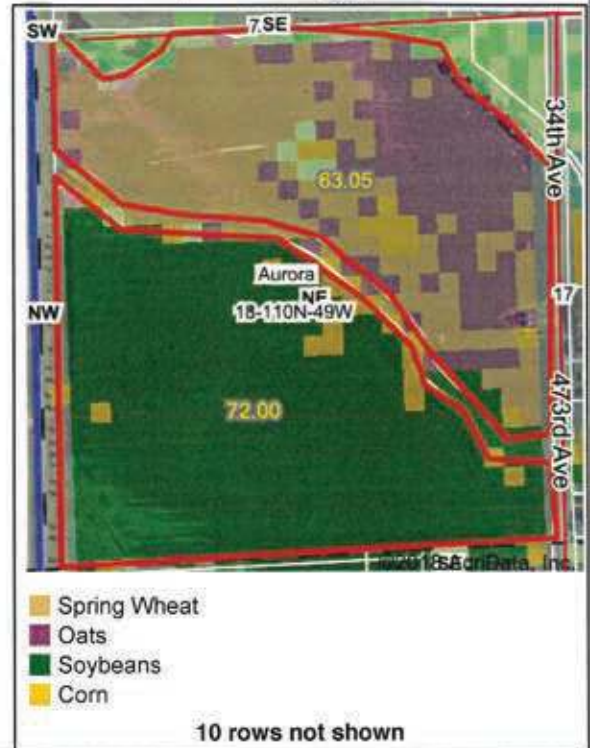 SW
7 SE
34th Ave
63.05
Aurora
NE
18-110N-49W
17
NW
72.00
473rd Ave
Spring Wheat
Oats
Soybeans
Corn
10 rows not shown